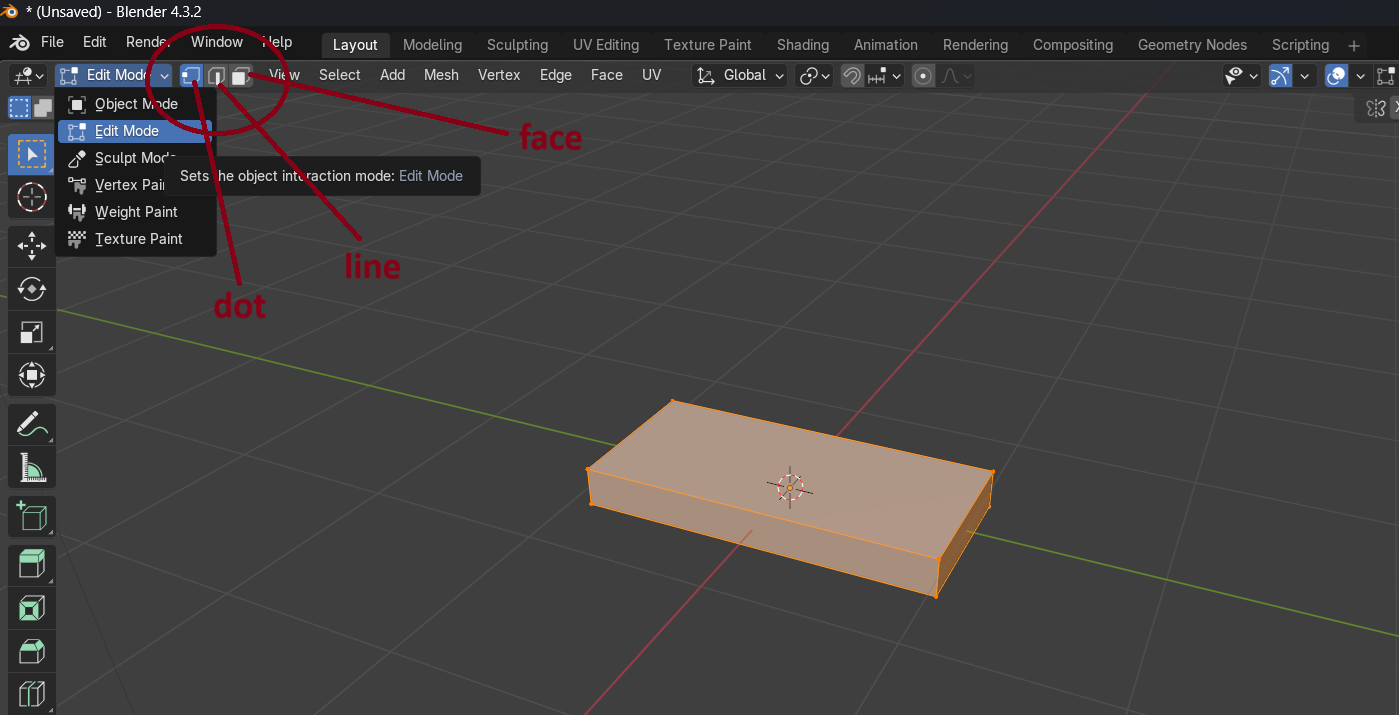 * (Unsaved) - Blender 4.3.2
File Edit Render Window Help Layout Modeling Sculpting UV Editing Texture Paint Shading Animation Rendering Compositing Geometry Nodes Scripting +
Edit Mode View Select Add Mesh Vertex Edge Face UV Global
Object Mode
Edit Mode
face
Sculpt Mode
Sets the object interaction mode: Edit Mode
Vertex Pain
Weight Paint
Texture Paint
line
dot